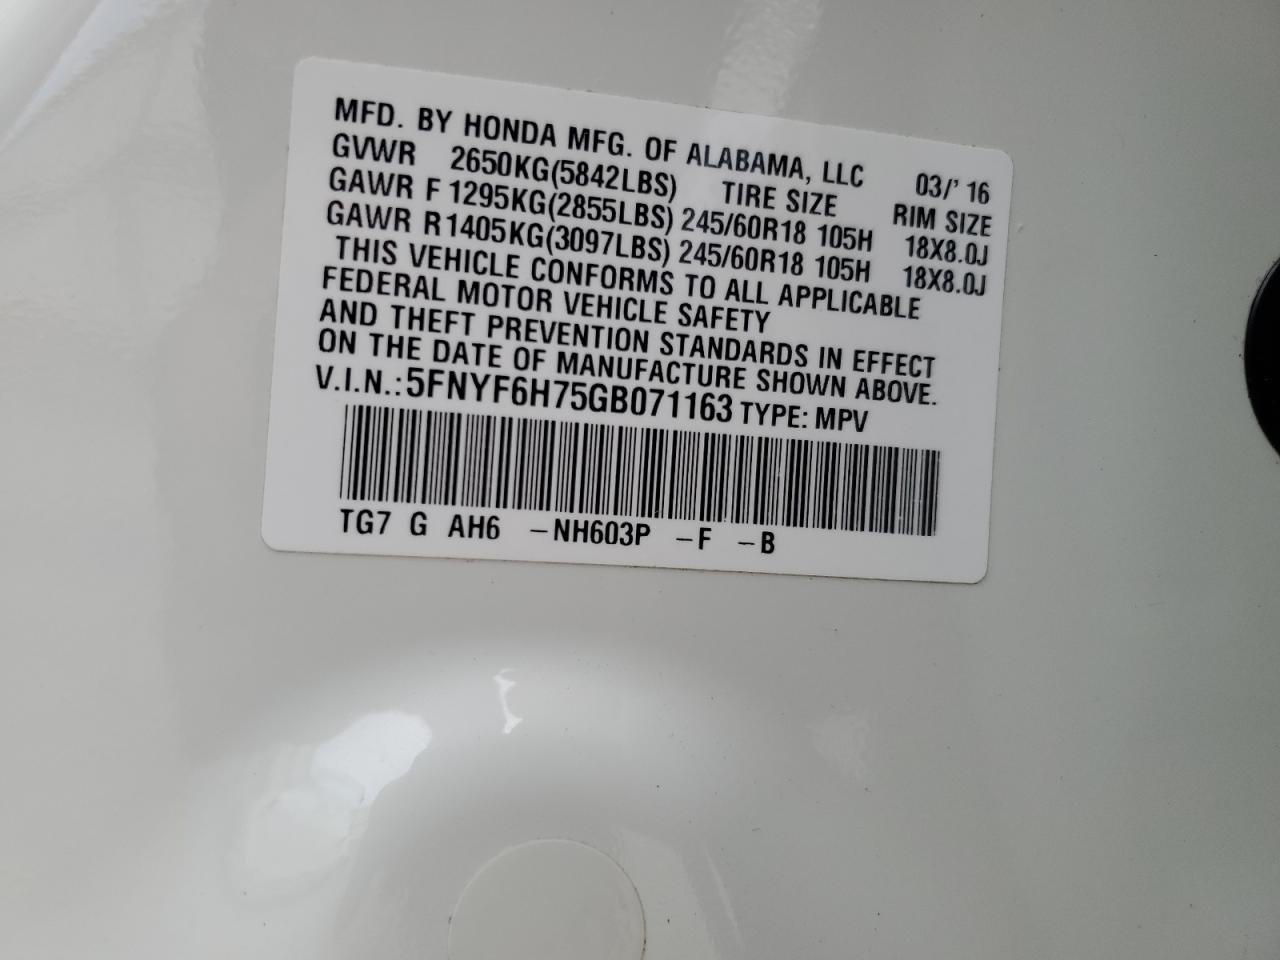 MFD. BY HONDA MFG. OF ALABAMA, LLC 03/' 16
GVWR 2650KG(5842LBS) TIRE SIZE RIM SIZE
GAWR F 1295KG(2855LBS) 245/60R18 105H 18X8.0J
GAWR R1405KG(3097LBS) 245/60R18 105H 18X8.0J
THIS VEHICLE CONFORMS TO ALL APPLICABLE
FEDERAL MOTOR VEHICLE SAFETY
AND THEFT PREVENTION STANDARDS IN EFFECT
ON THE DATE OF MANUFACTURE SHOWN ABOVE.
V.I.N.:5FNYF6H75GB071163 TYPE: MPV
TG7 G AH6 -NH603P -F -B